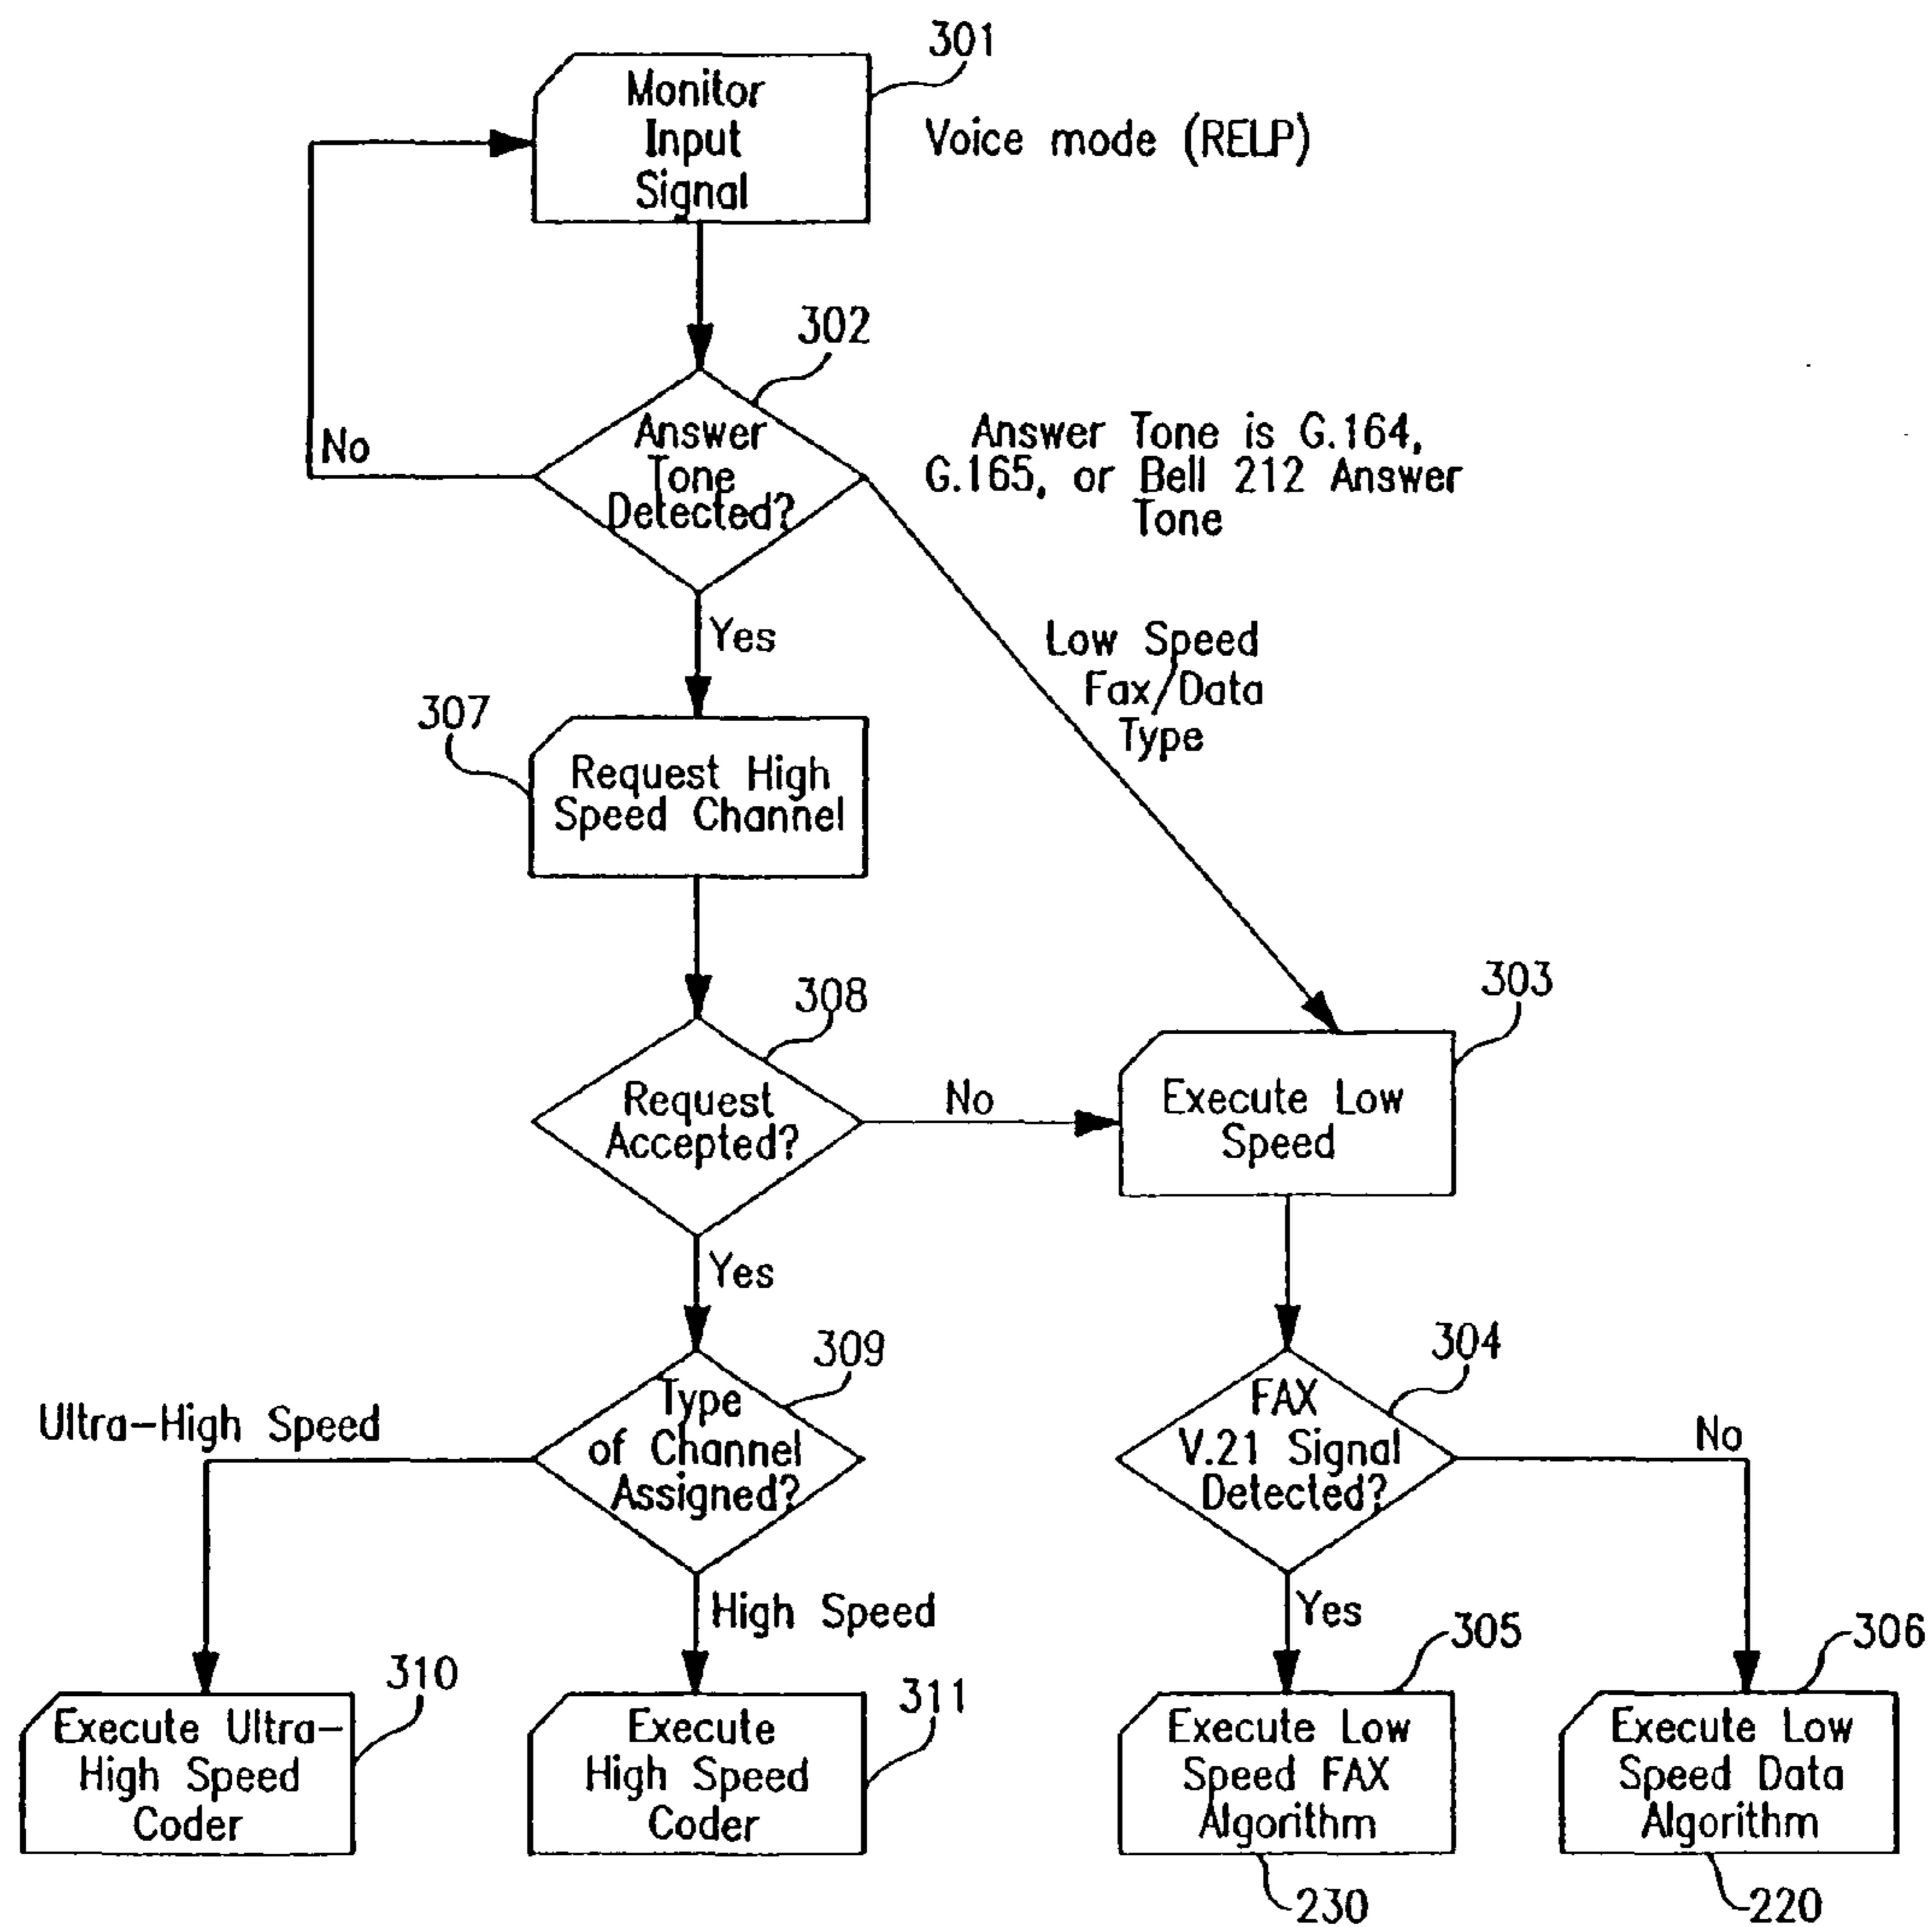 301
Monitor
Input
Signal
Voice mode (RELP)
302
Answer
Tone
Detected?
No
Answer Tone is G.164,
G.165, or Bell 212 Answer
Tone
Yes
Low Speed
Fax/Data
Type
307
Request High
Speed Channel
308
Request
Accepted?
No
303
Execute Low
Speed
Yes
309
Type
of Channel
Assigned?
Ultra-High Speed
High Speed
304
FAX
V.21 Signal
Detected?
No
Yes
310
Execute Ultra-
High Speed
Coder
311
Execute
High Speed
Coder
305
Execute Low
Speed FAX
Algorithm
230
306
Execute Low
Speed Data
Algorithm
220